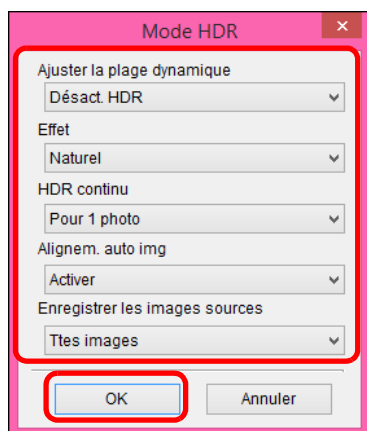 Mode HDR
Ajuster la plage dynamique
Désact. HDR
Effet
Naturel
HDR continu
Pour 1 photo
Alignem. auto img
Activer
Enregistrer les images sources
Ttes images
OK Annuler